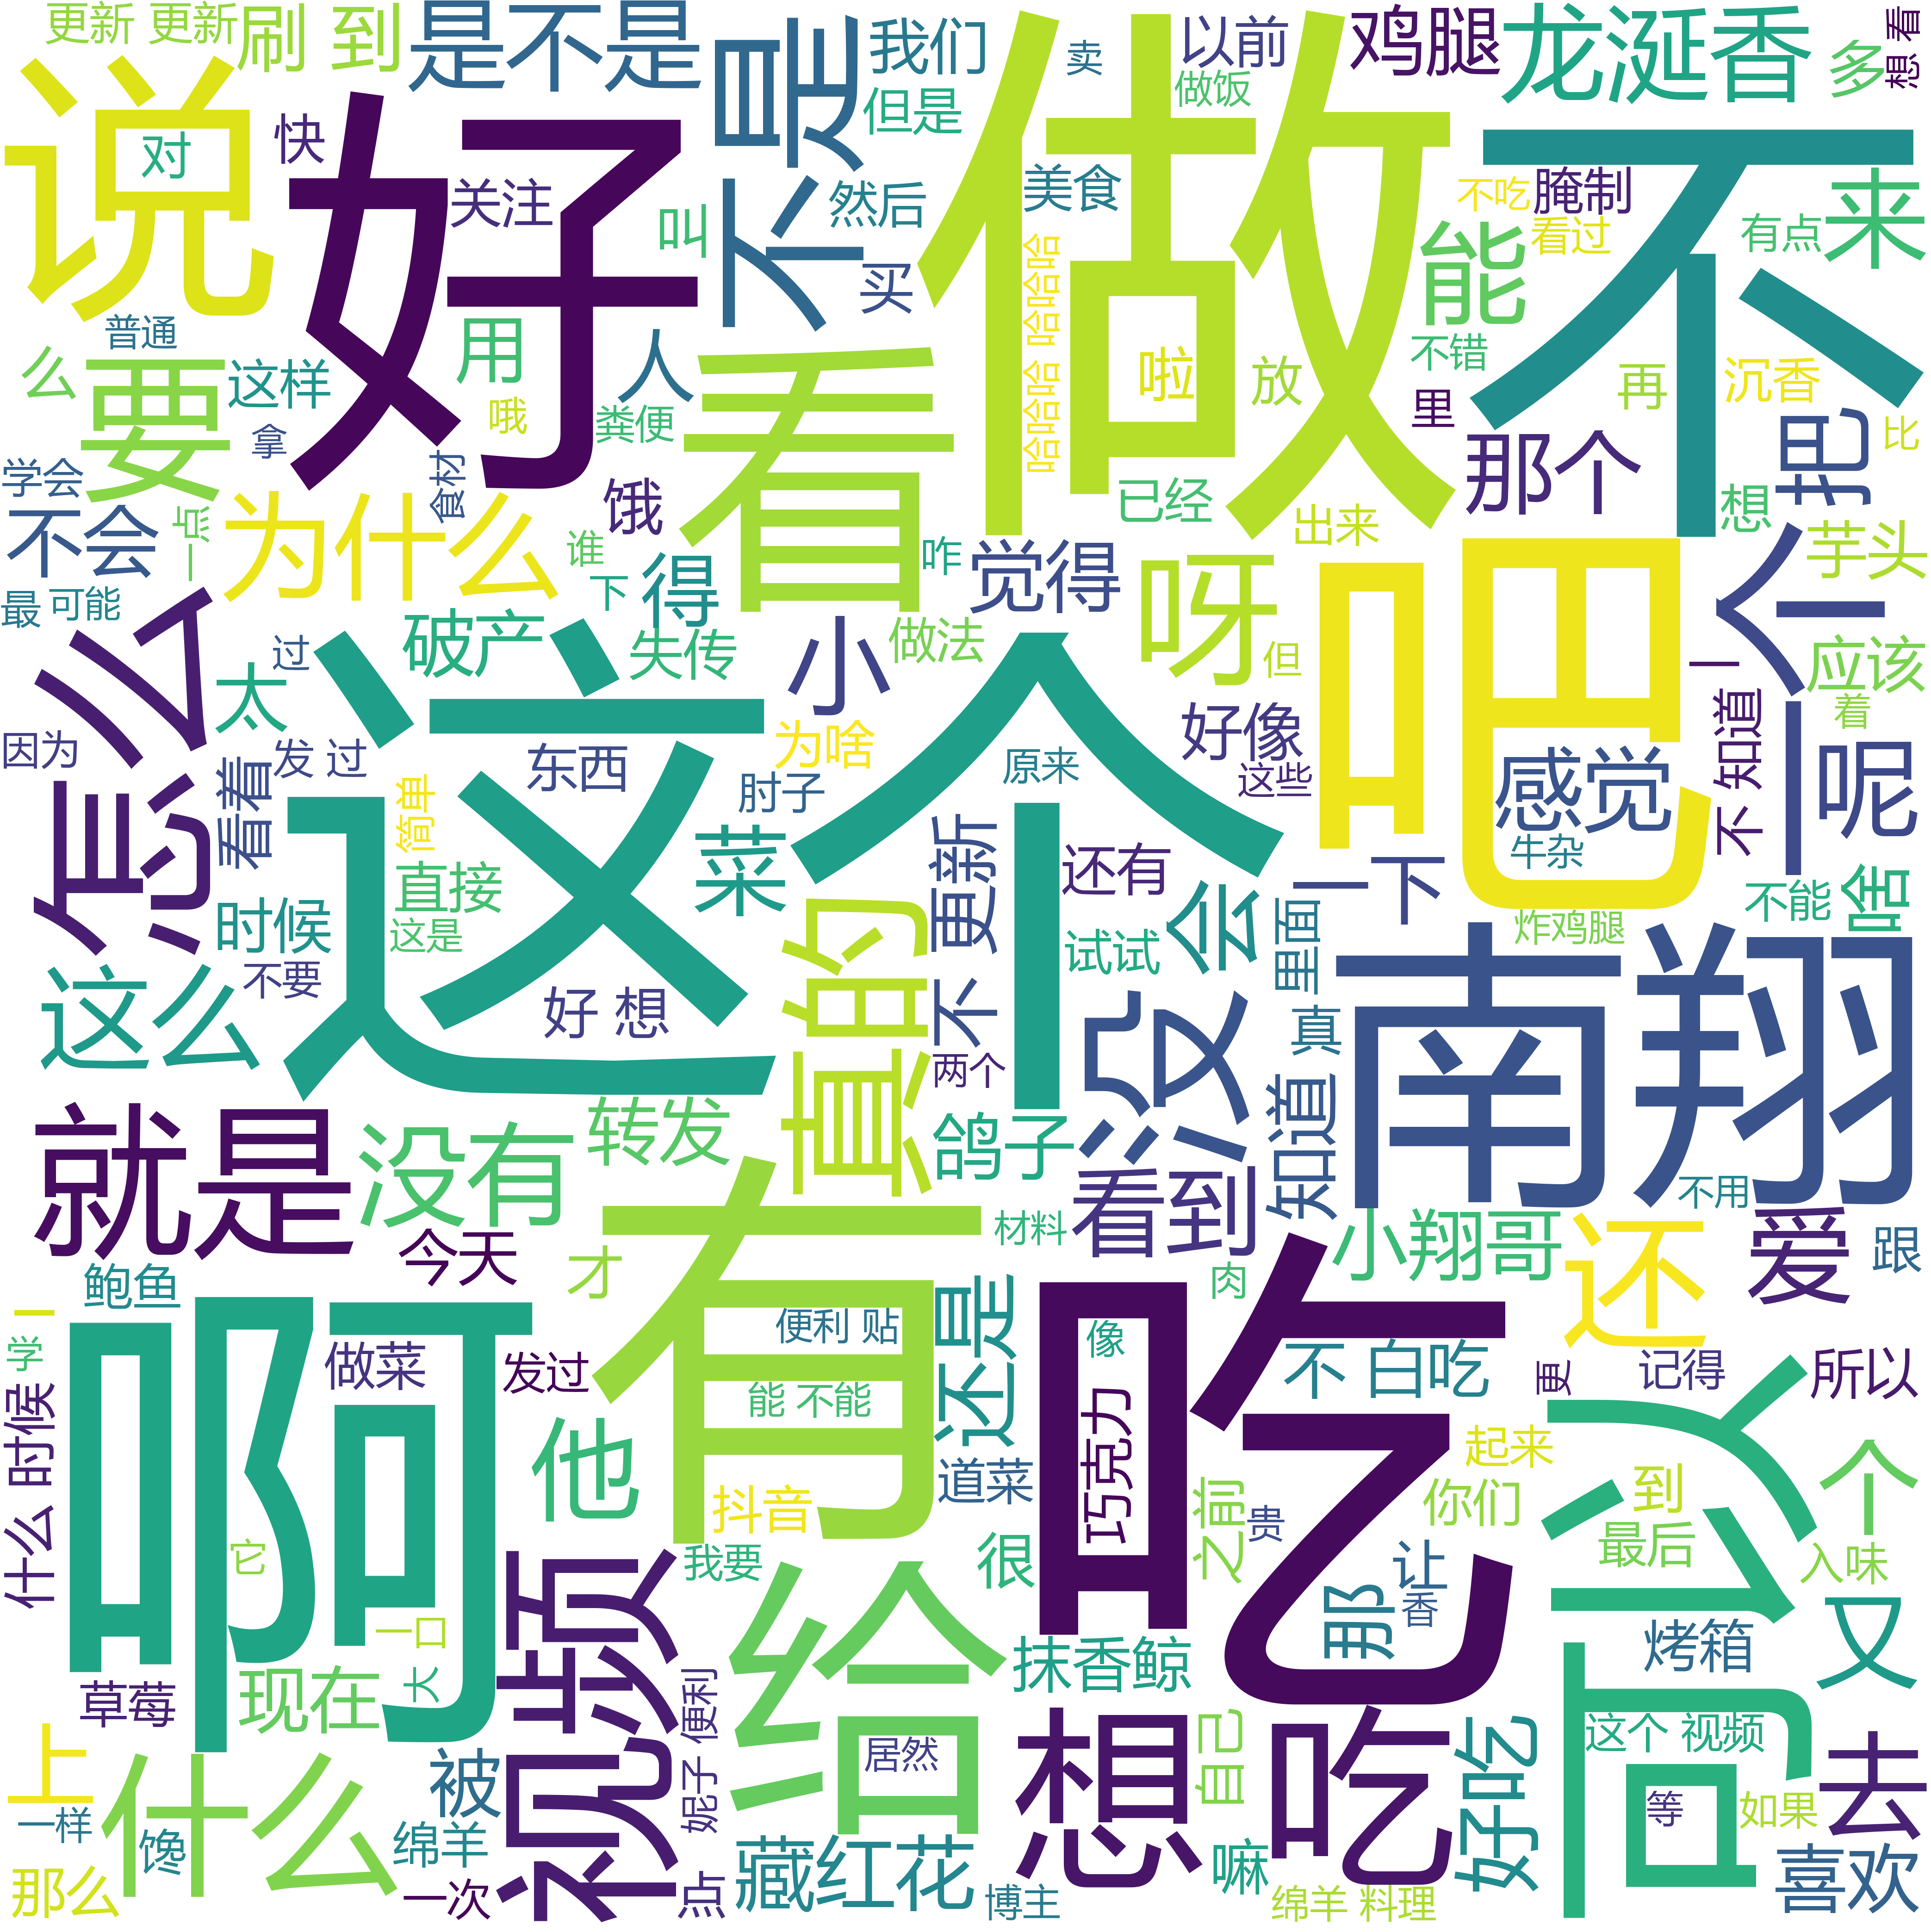 更新 更新
刷 到
是不是
不是
我们
卖
以前
鸡腿
龙涎香
多
想 看
说
对
快
好
关注
叫
但是
然后
买
做
做饭
美食
哈哈哈 哈哈哈
不
不吃
腌制
看过
能
有点
来
普通
么
要
这样
用
人
哦
粪便
看
啦
放
不错
里
再
沉香
把
比
拿
学会
不会
一点
食材
为什么
饿
谁
下
得
咋
觉得
已经
出来
呀
那个
吧
想
一个
芋头
最
可能
怎么
过
太
破产
失传
小
做法
但
应该
着
因为
看着
发 过
简单
东西
肘子
为啥
这个
原来
好像
这些
感觉
牛杂
不 知道
呢
时候
直接
这是
菜
真的
不 更新
还有
试试
会
一下
里面
炸鸡腿
不能
啥
这么
不要
好 想
两个
没
真
知道
南翔
不用
就是
没有
转发
鸽子
看到
小翔哥
还
爱
跟
今天
才
有
材料
肉
鲍鱼
一
学
啊
做菜
发过
他
便利 贴
能 不能
还是
像
巧克力
吃
不 白吃
更
记得
所以
什么 时候
它
一口
大
抖音
我要
道菜
很
之前
贵
那
让
香
起来
你们
到
最后
尝
个
入味
又
烤箱
草莓
现在
视频
便利
妮子
给
居然
抹香鲸
自己
想吃
好吃
这个 视频
等
如果
去
上
一样
那么
什么
馋
被
绵羊
一次
点
藏红花
博主
嘛
绵羊 料理
喜欢